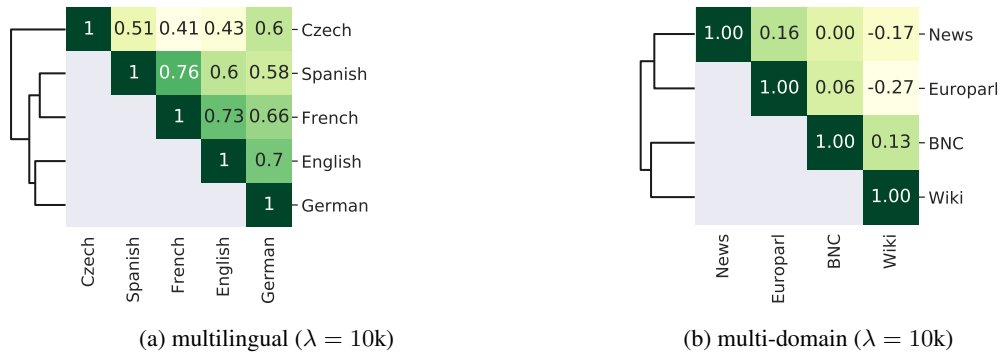 1 0.51 0.41 0.43 0.6 Czech
1 0.76 0.6 0.58 Spanish
1 0.73 0.66 French
1 0.7 English
1 German
Czech Spanish French English German
(a) multilingual (λ = 10k)
1.00 0.16 0.00 -0.17 News
1.00 0.06 -0.27 Europarl
1.00 0.13 BNC
1.00 Wiki
News Europarl BNC Wiki
(b) multi-domain (λ = 10k)